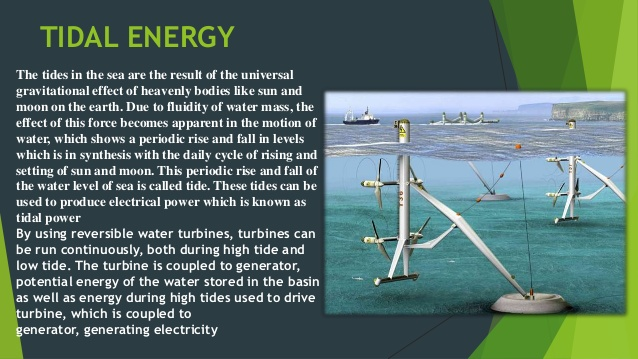 TIDAL ENERGY
The tides in the sea are the result of the universal
gravitational effect of heavenly bodies like sun and
moon on the earth. Due to fluidity of water mass, the
effect of this force becomes apparent in the motion of
water, which shows a periodic rise and fall in levels
which is in synthesis with the daily cycle of rising and
setting of sun and moon. This periodic rise and fall of
the water level of sea is called tide. These tides can be
used to produce electrical power which is known as
tidal power
By using reversible water turbines, turbines can
be run continuously, both during high tide and
low tide. The turbine is coupled to generator,
potential energy of the water stored in the basin
as well as energy during high tides used to drive
turbine, which is coupled to
generator, generating electricity